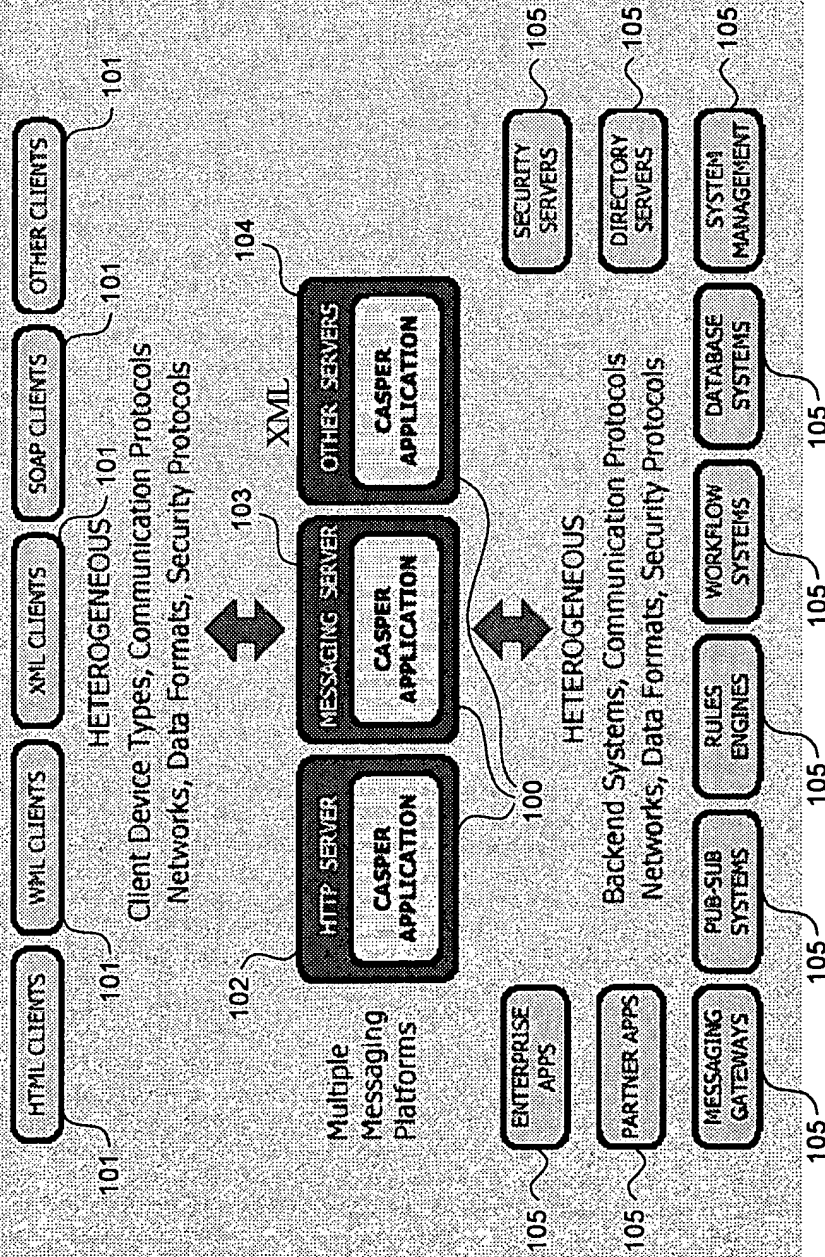 HTML CLIENTS
WML CLIENTS
XML CLIENTS
SOAP CLIENTS
OTHER CLIENTS
101
101
101
101
101
HETEROGENEOUS
Client Device Types, Communication Protocols
Networks, Data Formats, Security Protocols
Multiple
Messaging
Platforms
102
HTTP SERVER
CASPER
APPLICATION
103
MESSAGING SERVER
CASPER
APPLICATION
XML
104
OTHER SERVERS
CASPER
APPLICATION
100
HETEROGENEOUS
Backend Systems, Communication Protocols
Networks, Data Formats, Security Protocols
105
ENTERPRISE
APPS
105
PARTNER APPS
SECURITY
SERVERS
105
DIRECTORY
SERVERS
105
MESSAGING
GATEWAYS
PUB-SUB
SYSTEMS
RULES
ENGINES
WORKFLOW
SYSTEMS
DATABASE
SYSTEMS
SYSTEM
MANAGEMENT
105
105
105
105
105
105